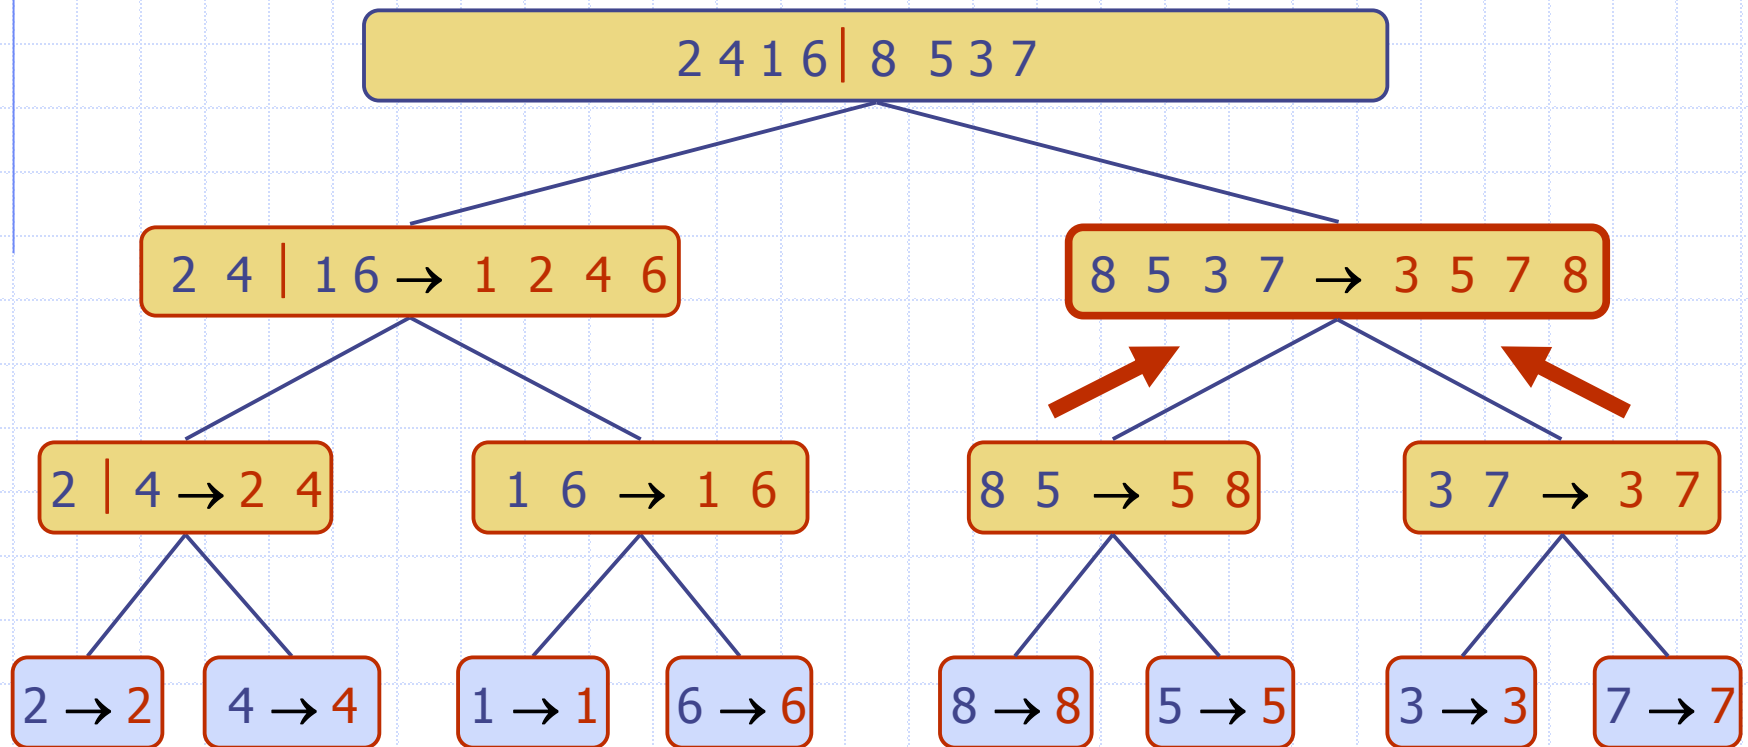 2 4 1 6 | 8 5 3 7
2 4 | 1 6 → 1 2 4 6
8 5 3 7 → 3 5 7 8
2 | 4 → 2 4
1 6 → 1 6
8 5 → 5 8
3 7 → 3 7
2 → 2
4 → 4
1 → 1
6 → 6
8 → 8
5 → 5
3 → 3
7 → 7